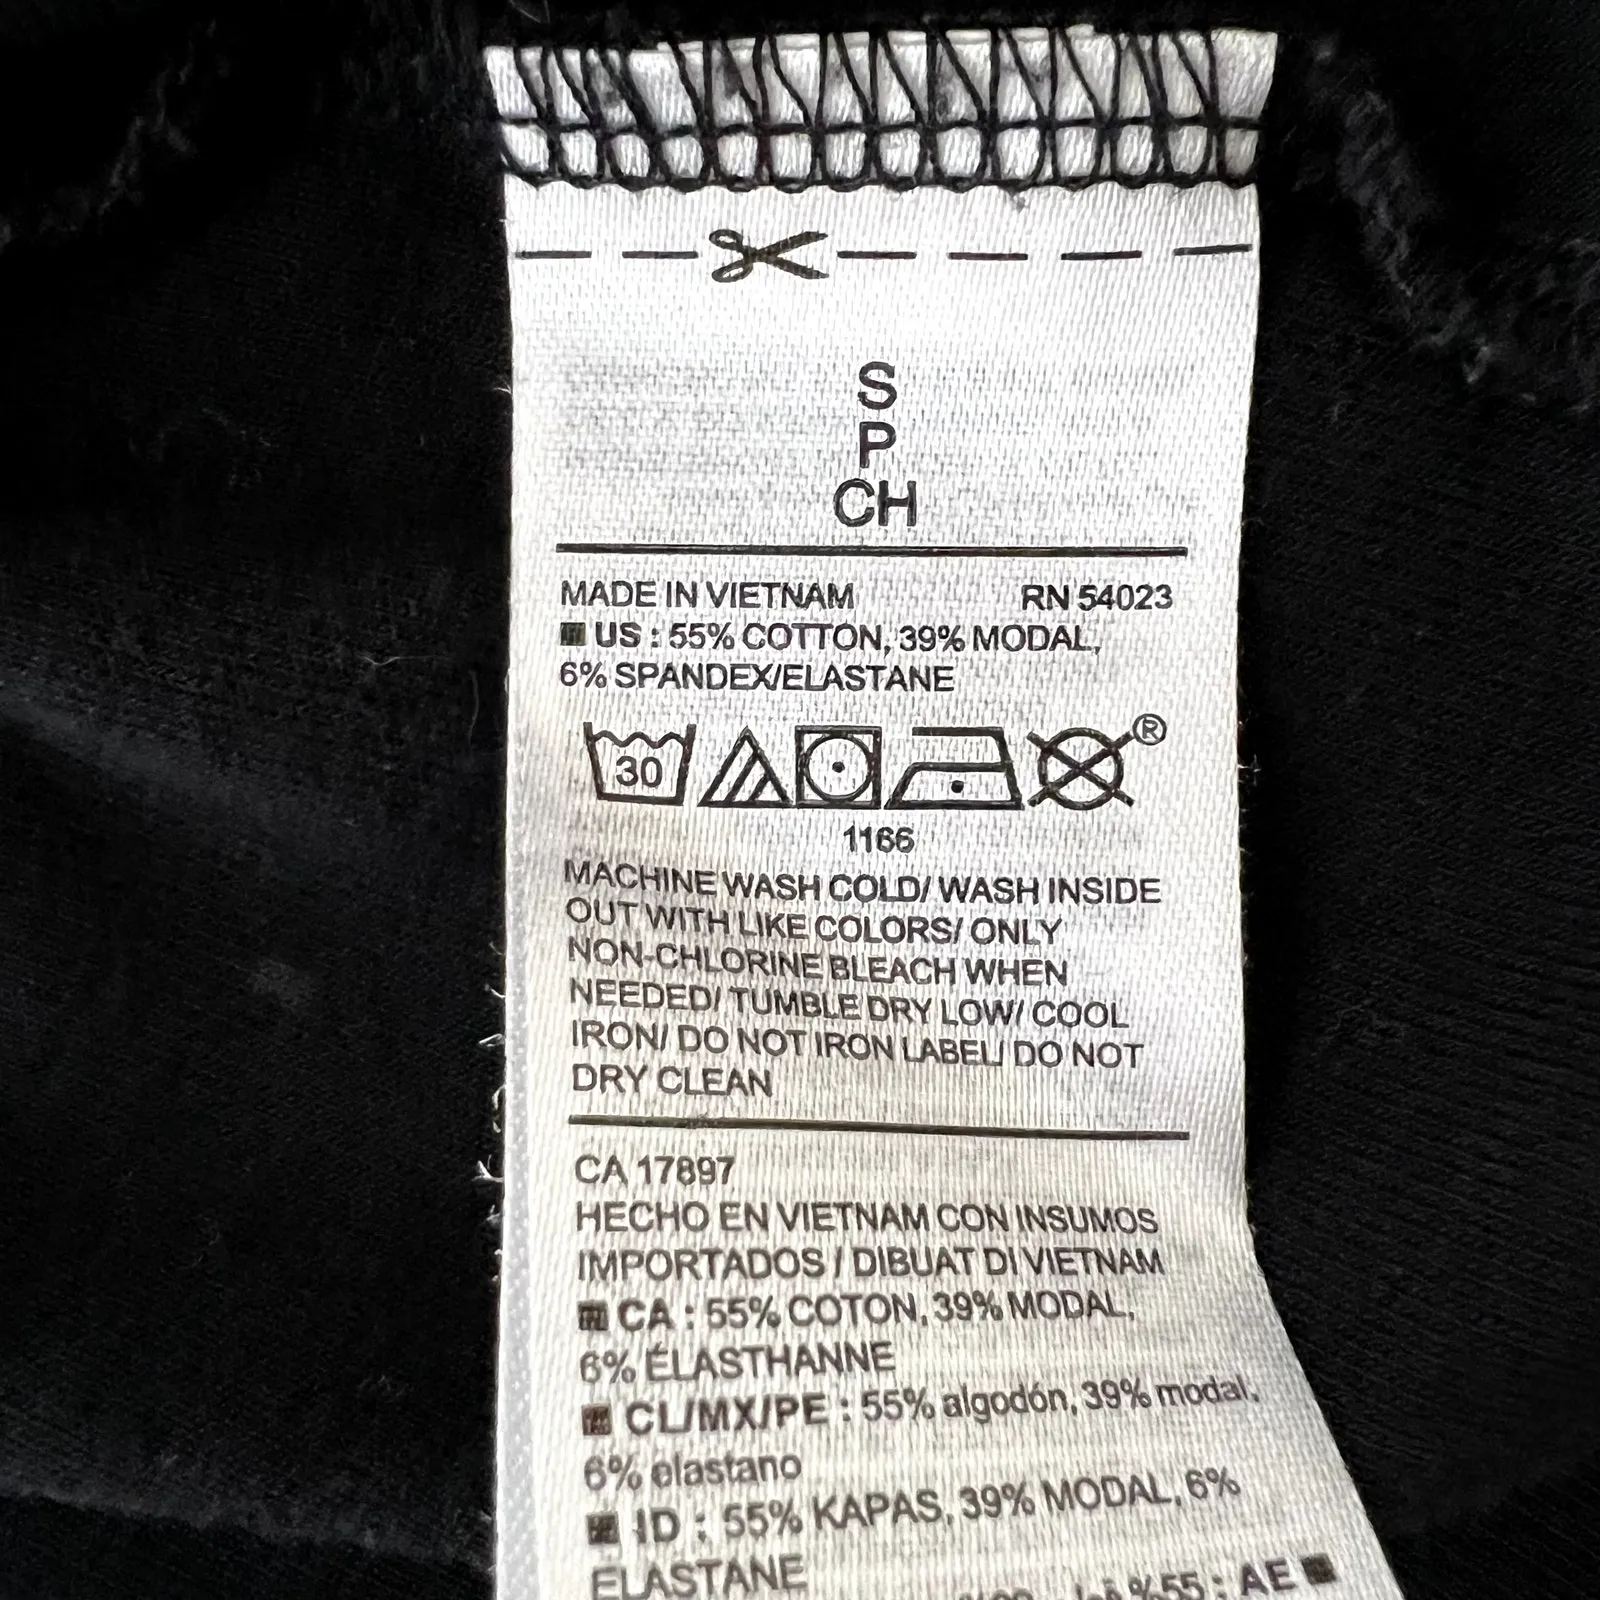 S
P
CH
MADE IN VIETNAM RN 54023
US : 55% COTTON, 39% MODAL,
6% SPANDEX/ELASTANE
30
®
1166
MACHINE WASH COLD/ WASH INSIDE
OUT WITH LIKE COLORS/ ONLY
NON-CHLORINE BLEACH WHEN
NEEDED/ TUMBLE DRY LOW/ COOL
IRON/ DO NOT IRON LABEL/ DO NOT
DRY CLEAN
CA 17897
HECHO EN VIETNAM CON INSUMOS
IMPORTADOS / DIBUAT DI VIETNAM
CA : 55% COTON, 39% MODAL,
6% ÉLASTHANNE
CL/MX/PE : 55% algodón, 39% modal,
6% elastano
ID : 55% KAPAS, 39% MODAL, 6%
ELASTANE
%55 : AE